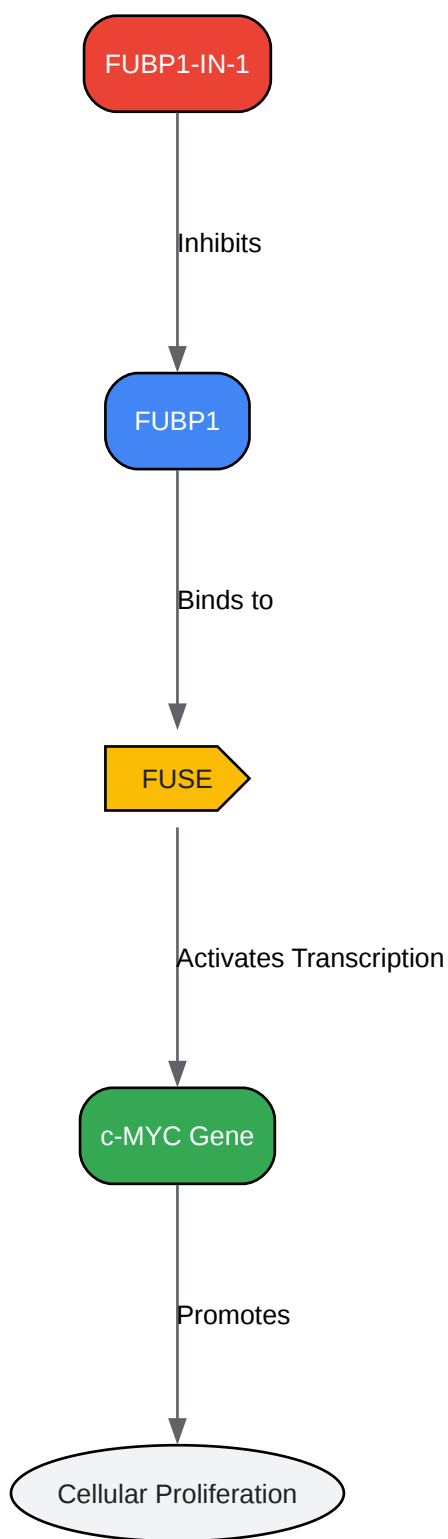 FUBP1-IN-1
Inhibits
FUBP1
Binds to
FUSE
Activates Transcription
c-MYC Gene
Promotes
Cellular Proliferation